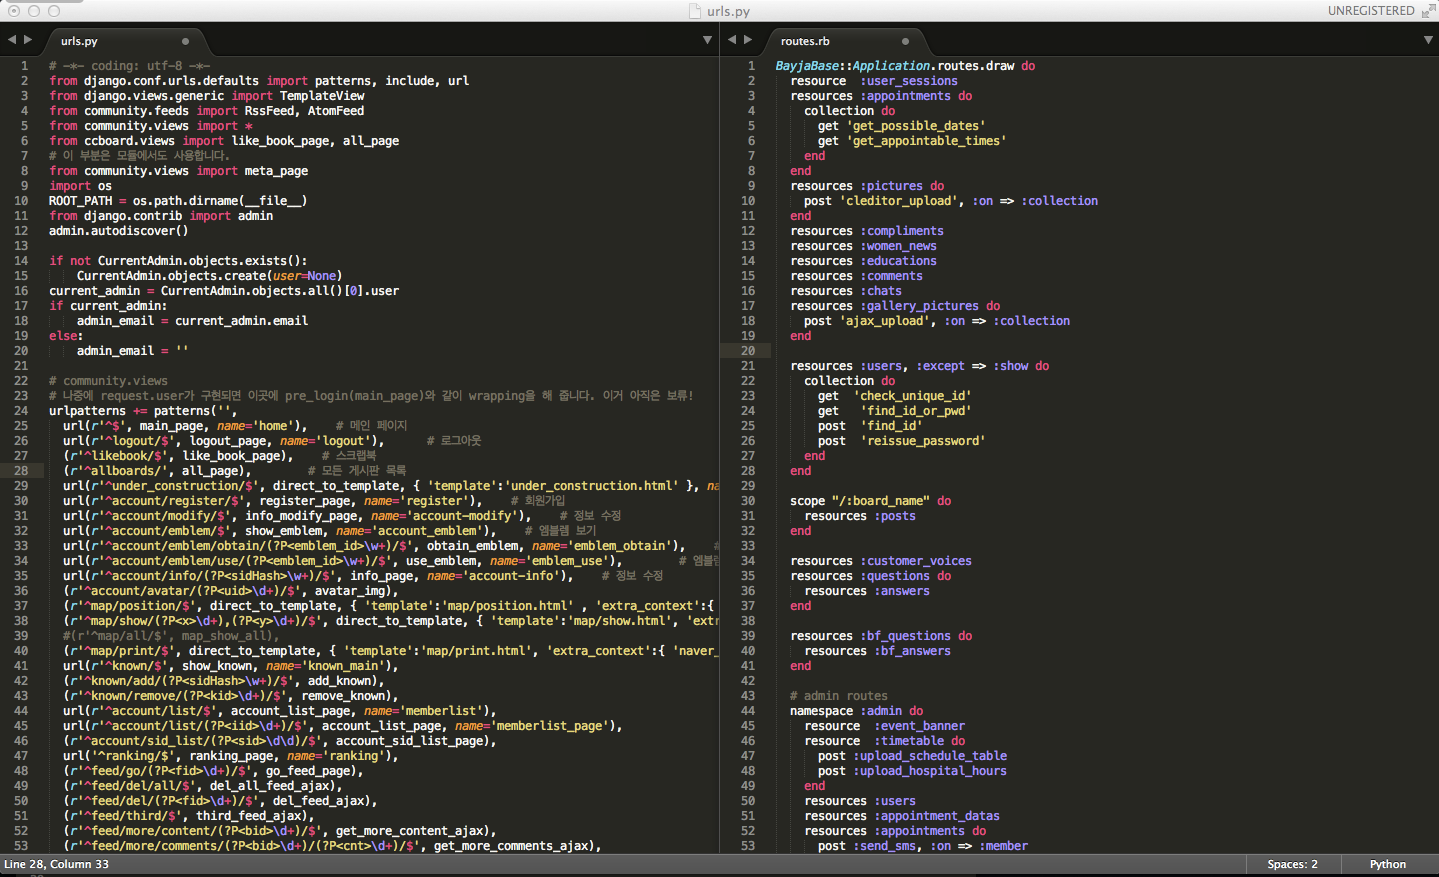 urls.py
UNREGISTERED
urls.py
1 # -*- coding: utf-8 -*-
2 from django.conf.urls.defaults import patterns, include, url
3 from django.views.generic import TemplateView
4 from community.feeds import RssFeed, AtomFeed
5 from community.views import *
6 from ccboard.views import like_book_page, all_page
7 # 이 부분은 모듈에서도 사용합니다.
8 from community.views import meta_page
9 import os
10 ROOT_PATH = os.path.dirname(__file__)
11 from django.contrib import admin
12 admin.autodiscover()
13
14 if not CurrentAdmin.objects.exists():
15 CurrentAdmin.objects.create(user=None)
16 current_admin = CurrentAdmin.objects.all()[0].user
17 if current_admin:
18 admin_email = current_admin.email
19 else:
20 admin_email = ''
21
22 # community.views
23 # 나중에 request.user가 구현되면 이곳에 pre_login(main_page)와 같이 wrapping을 해 줍니다. 이거 아직은 보류!
24 urlpatterns += patterns('',
25 url(r'^$', main_page, name='home'), # 메인 페이지
26 url(r'^logout/$', logout_page, name='logout'), # 로그아웃
27 (r'^likebook/$', like_book_page), # 스크랩북
28 (r'^allboards/', all_page), # 모든 게시판 목록
29 url(r'^under_construction/$', direct_to_template, { 'template':'under_construction.html' }, na
30 url(r'^account/register/$', register_page, name='register'), # 회원가입
31 url(r'^account/modify/$', info_modify_page, name='account-modify'), # 정보 수정
32 url(r'^account/emblem/$', show_emblem, name='account_emblem'), # 엠블렘 보기
33 url(r'^account/emblem/obtain/(?P<emblem_id>\w+)/$', obtain_emblem, name='emblem_obtain'), #
34 url(r'^account/emblem/use/(?P<emblem_id>\w+)/$', use_emblem, name='emblem_use'), # 엠블렘
35 url(r'^account/info/(?P<sidHash>\w+)/$', info_page, name='account-info'), # 정보 수정
36 (r'^account/avatar/(?P<uid>\d+)/$', avatar_img),
37 (r'^map/position/$', direct_to_template, { 'template':'map/position.html' , 'extra_context':{
38 (r'^map/show/(?P<x>\d+),(?P<y>\d+)/$', direct_to_template, { 'template':'map/show.html', 'extr
39 #(r'^map/all/$', map_show_all),
40 (r'^map/print/$', direct_to_template, { 'template':'map/print.html', 'extra_context':{ 'naver_
41 url(r'^known/$', show_known, name='known_main'),
42 (r'^known/add/(?P<sidHash>\w+)/$', add_known),
43 (r'^known/remove/(?P<kid>\d+)/$', remove_known),
44 url(r'^account/list/$', account_list_page, name='memberlist'),
45 url(r'^account/list/(?P<iid>\d+)/$', account_list_page, name='memberlist_page'),
46 (r'^account/sid_list/(?P<sid>\d\d)/$', account_sid_list_page),
47 url('^ranking/$', ranking_page, name='ranking'),
48 (r'^feed/go/(?P<fid>\d+)/$', go_feed_page),
49 (r'^feed/del/all/$', del_all_feed_ajax),
50 (r'^feed/del/(?P<fid>\d+)/$', del_feed_ajax),
51 (r'^feed/third/$', third_feed_ajax),
52 (r'^feed/more/content/(?P<bid>\d+)/$', get_more_content_ajax),
53 (r'^feed/more/comments/(?P<bid>\d+)/(?P<cnt>\d+)/$', get_more_comments_ajax),
routes.rb
1 BayjaBase::Application.routes.draw do
2 resource :user_sessions
3 resources :appointments do
4 collection do
5 get 'get_possible_dates'
6 get 'get_appointable_times'
7 end
8 end
9 resources :pictures do
10 post 'cleditor_upload', :on => :collection
11 end
12 resources :compliments
13 resources :women_news
14 resources :educations
15 resources :comments
16 resources :chats
17 resources :gallery_pictures do
18 post 'ajax_upload', :on => :collection
19 end
20
21 resources :users, :except => :show do
22 collection do
23 get 'check_unique_id'
24 get 'find_id_or_pwd'
25 post 'find_id'
26 post 'reissue_password'
27 end
28 end
29
30 scope "/:board_name" do
31 resources :posts
32 end
33
34 resources :customer_voices
35 resources :questions do
36 resources :answers
37 end
38
39 resources :bf_questions do
40 resources :bf_answers
41 end
42
43 # admin routes
44 namespace :admin do
45 resource :event_banner
46 resource :timetable do
47 post :upload_schedule_table
48 post :upload_hospital_hours
49 end
50 resources :users
51 resources :appointment_datas
52 resources :appointments do
53 post :send_sms, :on => :member
Line 28, Column 33
Spaces: 2
Python